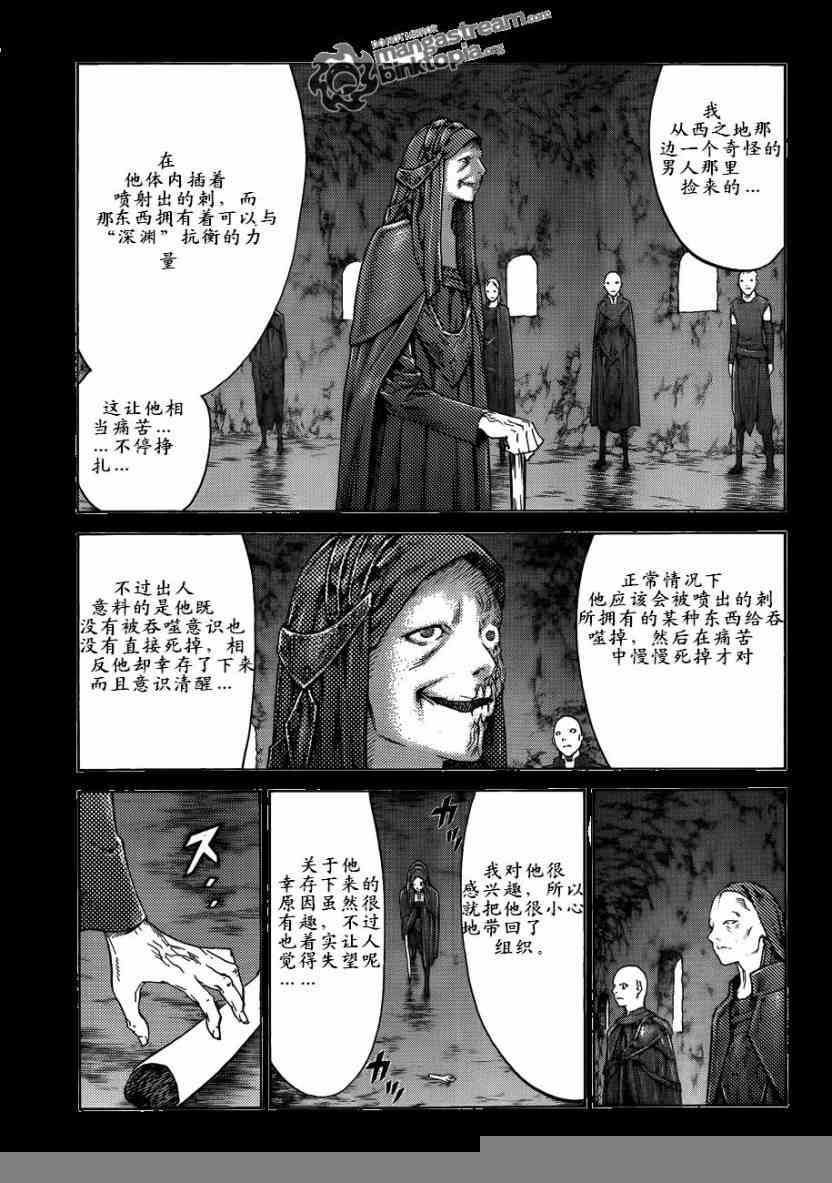 mangastream.com
binktopia.org
我
从西之地那
边一个奇怪的
男人那里
捡来的...
在
他体内插着
喷射出的刺，而
那东西拥有着可以与
“深渊”抗衡的力
量
这让他相
当痛苦...
...不停挣
扎...
正常情况下
他应该会被喷出的刺
所拥有的某种东西给吞
噬掉，然后在痛苦
中慢慢死掉才对
不过出人
意料的是他既
没有被吞噬意识也
没有直接死掉，相
反他却幸存了下来
而且意识清醒...
我对他很
感兴趣，所以
就把他很小心
地带回了
组织。
カッ
关于他
幸存下来的
原因虽然很
有趣，不过
也着实让人
觉得失望呢
……
ス…